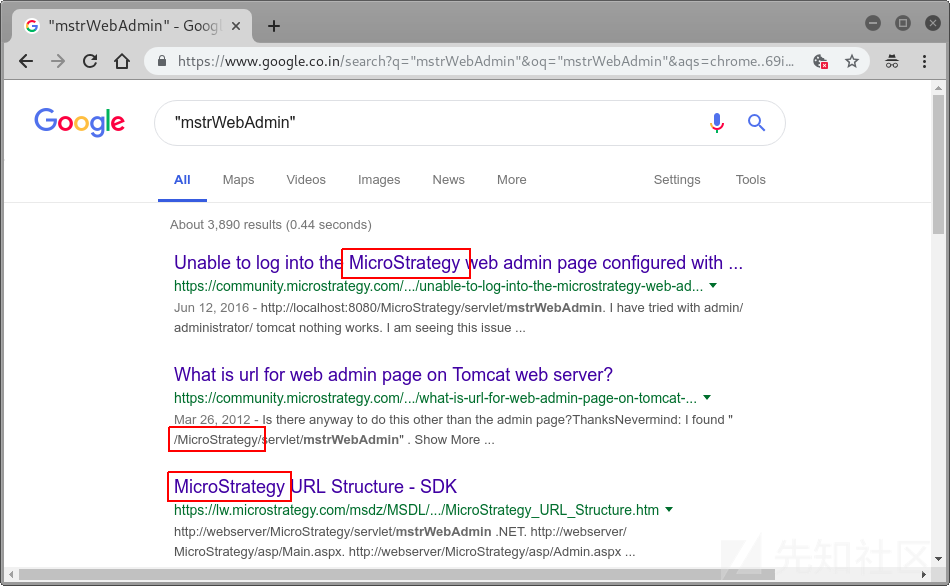 "mstrWebAdmin" - Googl
https://www.google.co.in/search?q="mstrWebAdmin"&oq="mstrWebAdmin"&aqs=chrome..69i...
Google
"mstrWebAdmin"
All Maps Videos Images News More Settings Tools
About 3,890 results (0.44 seconds)
Unable to log into the MicroStrategy web admin page configured with ...
https://community.microstrategy.com/.../unable-to-log-into-the-microstrategy-web-ad...
Jun 12, 2016 - http://localhost:8080/MicroStrategy/servlet/mstrWebAdmin. I have tried with admin/
administrator/ tomcat nothing works. I am seeing this issue ...
What is url for web admin page on Tomcat web server?
https://community.microstrategy.com/.../what-is-url-for-web-admin-page-on-tomcat-...
Mar 26, 2012 - Is there anyway to do this other than the admin page?ThanksNevermind: I found "
/MicroStrategy/servlet/mstrWebAdmin" . Show More ...
MicroStrategy URL Structure - SDK
https://lw.microstrategy.com/msdz/MSDL/.../MicroStrategy_URL_Structure.htm
http://webserver/MicroStrategy/servlet/mstrWebAdmin .NET. http://webserver/
MicroStrategy/asp/Main.aspx. http://webserver/MicroStrategy/asp/Admin.aspx ...
先知社区